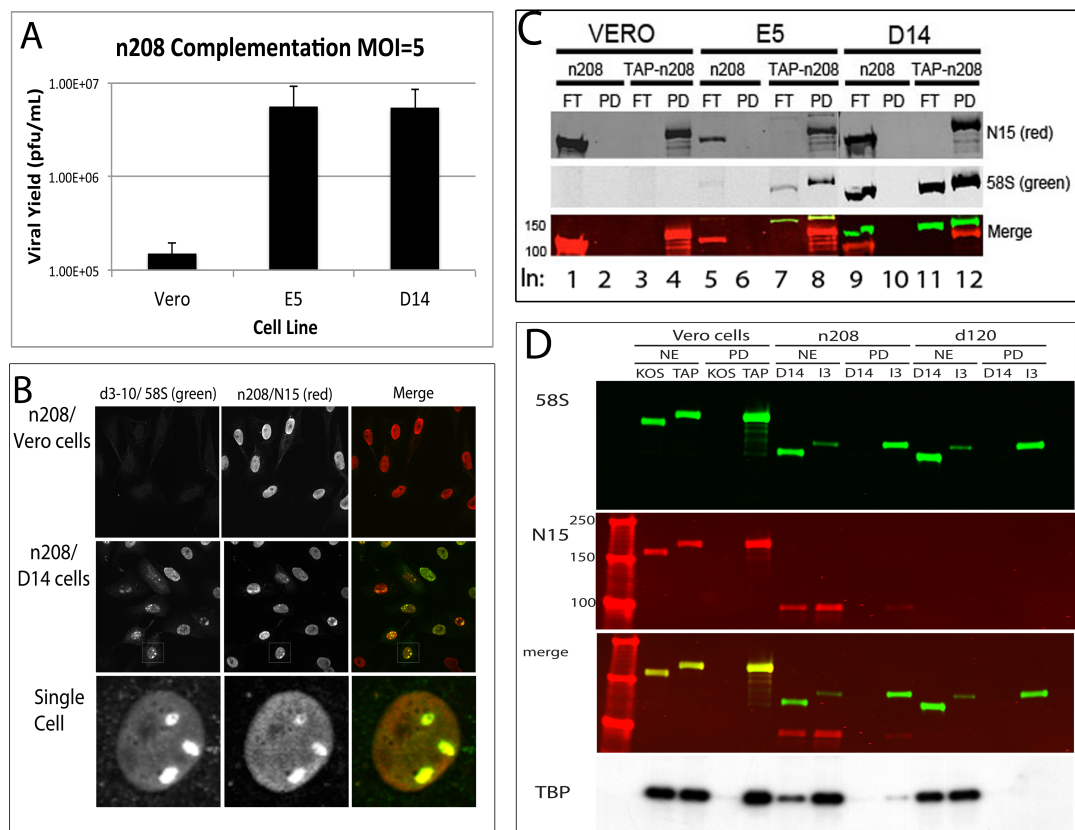 A
n208 Complementation MOI=5
Viral Yield (pfu/mL)
1.00E+07
1.00E+06
1.00E+05
Vero E5 D14
Cell Line
B
d3-10/ 58S (green) n208/N15 (red) Merge
n208/
Vero cells
n208/
D14 cells
Single
Cell
C
VERO E5 D14
n208 TAP-n208 n208 TAP-n208 n208 TAP-n208
FT PD FT PD FT PD FT PD FT PD FT PD
N15 (red)
58S (green)
150
100
Merge
In: 1 2 3 4 5 6 7 8 9 10 11 12
D
Vero cells n208 d120
NE PD NE PD NE PD
KOS TAP KOS TAP D14 I3 D14 I3 D14 I3 D14 I3
58S
N15
250
150
100
merge
TBP